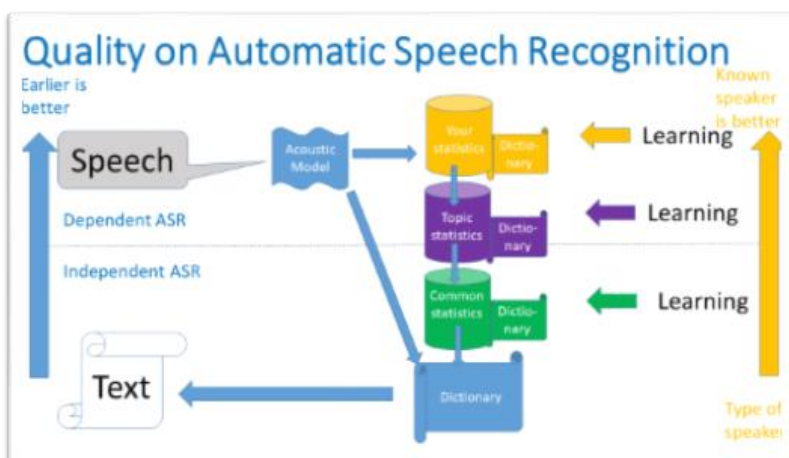 Quality on Automatic Speech Recognition
Earlier is
better
Known
speaker
is better
Speech
Acoustic
Model
Your
statistics
Dictio-
nary
Learning
Dependent ASR
Topic
statistics
Dictio-
nary
Learning
Independent ASR
Common
statistics
Dictio-
nary
Learning
Text
Dictionary
Type of
speaker